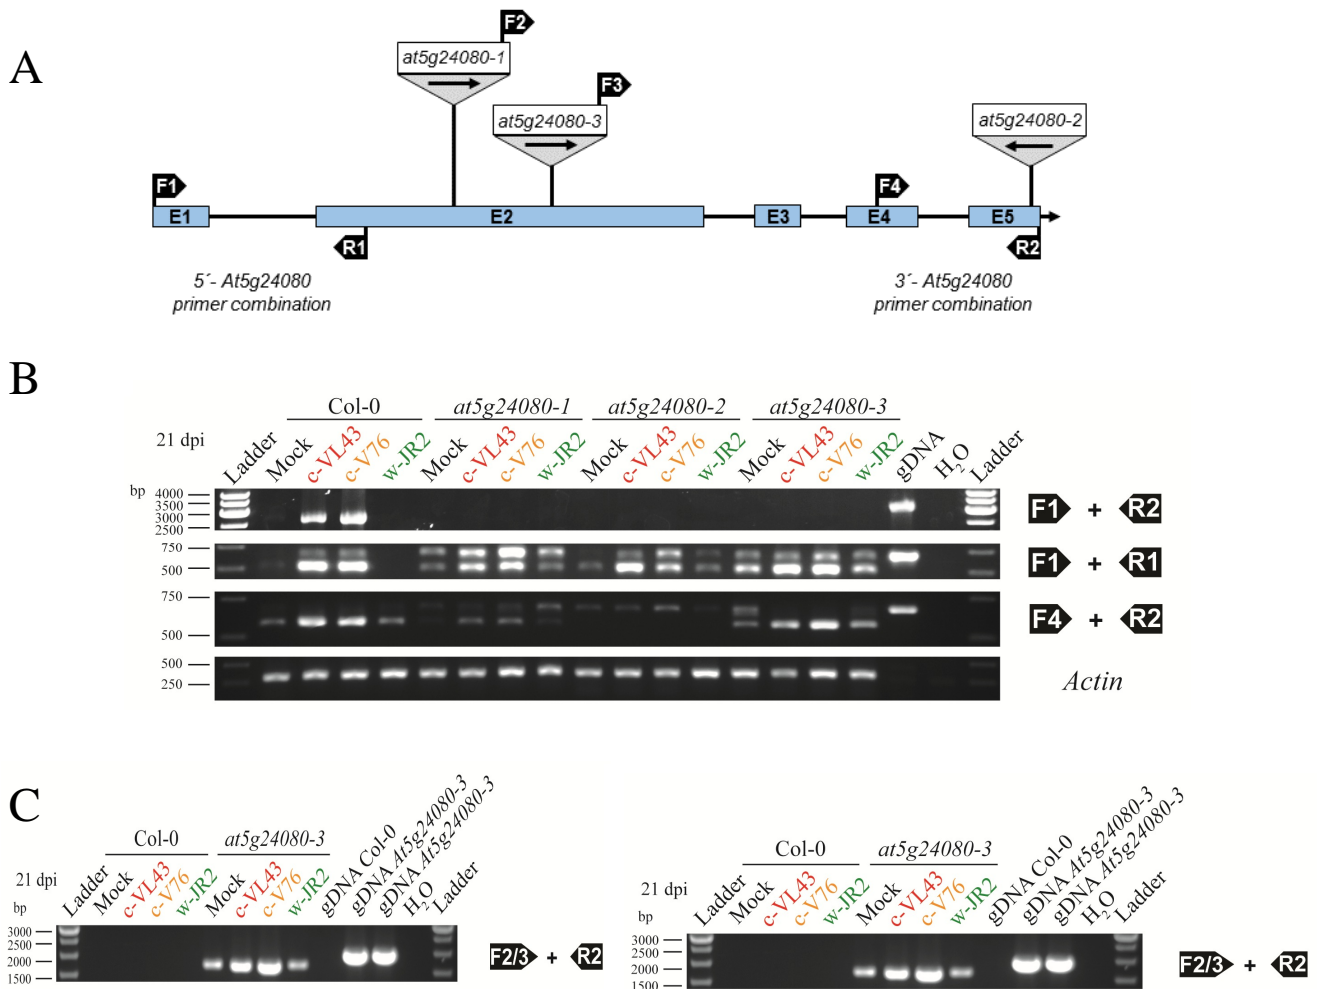 A
F2
at5g24080-1
F3
at5g24080-3
at5g24080-2
F1
F4
E1
E2
E3
E4
E5
R1
R2
5´- At5g24080
primer combination
3´- At5g24080
primer combination
B
Col-0
at5g24080-1
at5g24080-2
at5g24080-3
21 dpi
Ladder
Mock
c-VL43
c-V76
w-JR2
Mock
c-VL43
c-V76
w-JR2
Mock
c-VL43
c-V76
w-JR2
Mock
c-VL43
c-V76
w-JR2
gDNA
H2O
Ladder
bp
4000
3500
3000
2500
F1 + R2
750
500
F1 + R1
750
500
F4 + R2
500
250
Actin
C
Col-0
at5g24080-3
21 dpi
Ladder
Mock
c-VL43
c-V76
w-JR2
Mock
c-VL43
c-V76
w-JR2
gDNA Col-0
gDNA At5g24080-3
gDNA At5g24080-3
H2O
Ladder
bp
3000
2500
2000
1500
F2/3 + R2
Col-0
at5g24080-3
21 dpi
Ladder
Mock
c-VL43
c-V76
w-JR2
Mock
c-VL43
c-V76
w-JR2
gDNA Col-0
gDNA At5g24080-3
gDNA At5g24080-3
H2O
Ladder
bp
3000
2500
2000
1500
F2/3 + R2